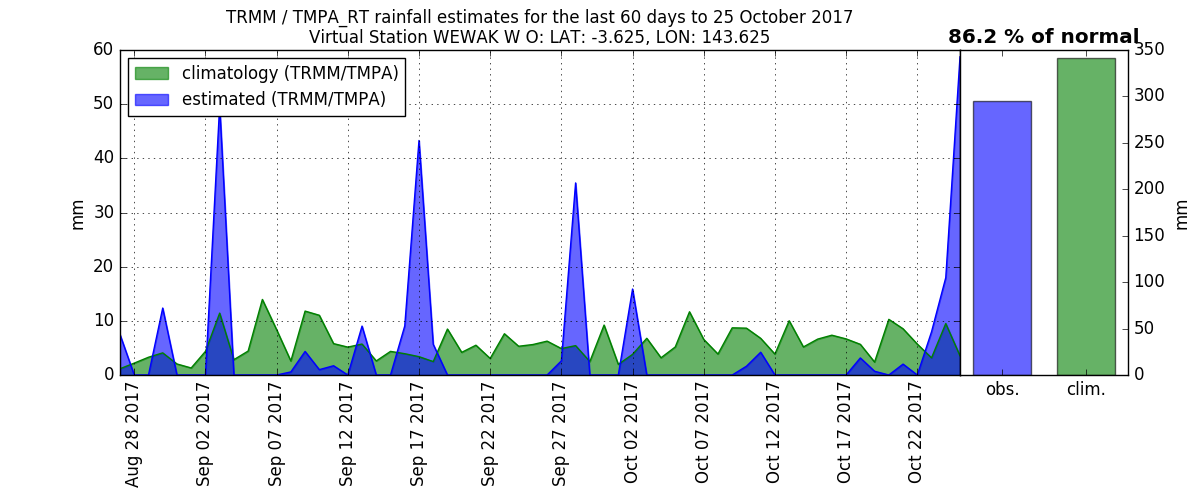 TRMM / TMPA_RT rainfall estimates for the last 60 days to 25 October 2017
Virtual Station WEWAK W O: LAT: -3.625, LON: 143.625
86.2 % of normal
climatology (TRMM/TMPA)
estimated (TRMM/TMPA)
60
50
40
30
20
10
0
mm
350
300
250
200
150
100
50
0
mm
Aug 28 2017
Sep 02 2017
Sep 07 2017
Sep 12 2017
Sep 17 2017
Sep 22 2017
Sep 27 2017
Oct 02 2017
Oct 07 2017
Oct 12 2017
Oct 17 2017
Oct 22 2017
obs.
clim.